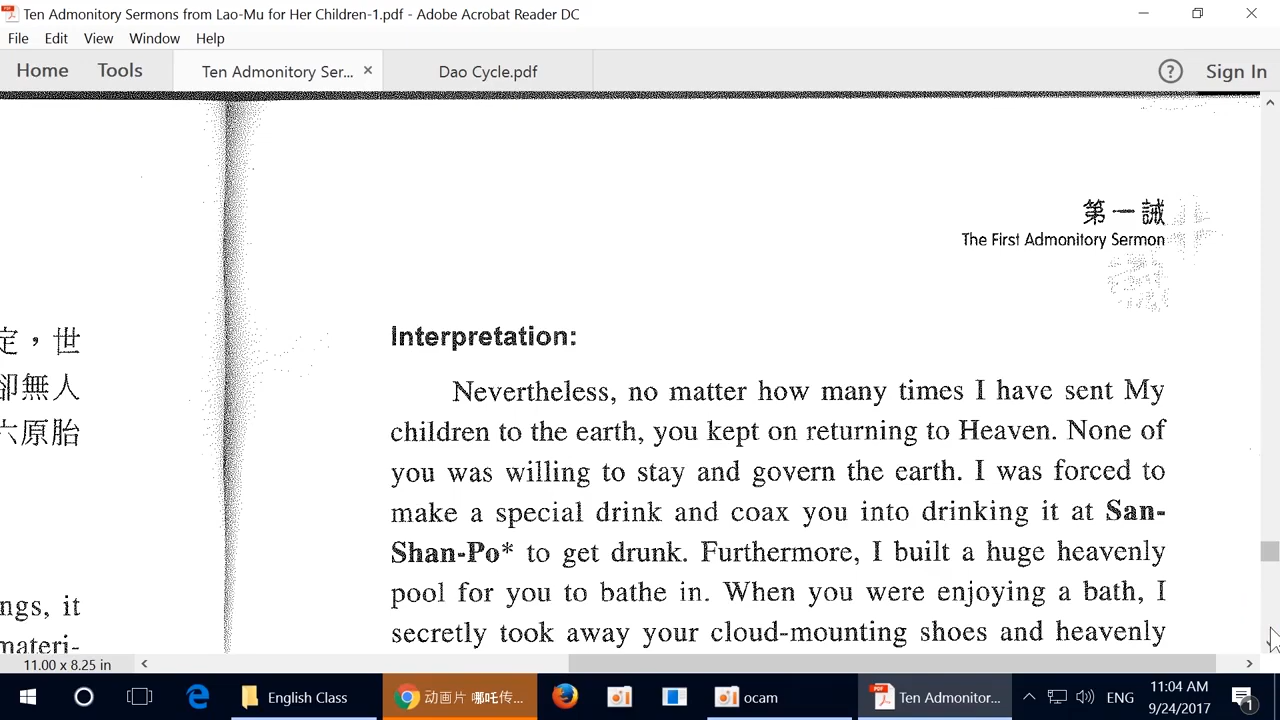 Ten Admonitory Sermons from Lao-Mu for Her Children-1.pdf - Adobe Acrobat Reader DC
File Edit View Window Help
Home Tools Ten Admonitory Ser... × Dao Cycle.pdf ? Sign In
第一誡
The First Admonitory Sermon
定，世
卻無人
六原胎
ngs, it
materi-
Interpretation:
Nevertheless, no matter how many times I have sent My
children to the earth, you kept on returning to Heaven. None of
you was willing to stay and govern the earth. I was forced to
make a special drink and coax you into drinking it at San-
Shan-Po* to get drunk. Furthermore, I built a huge heavenly
pool for you to bathe in. When you were enjoying a bath, I
secretly took away your cloud-mounting shoes and heavenly
11.00 x 8.25 in
English Class 动画片 哪吒传... ocam Ten Admonitor... ENG 11:04 AM
9/24/2017 1